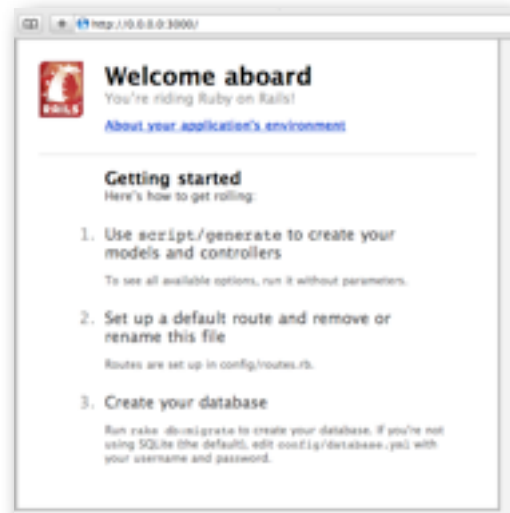 http://0.0.0.0:3000/
RAILS
Welcome aboard
You're riding Ruby on Rails!
About your application's environment
Getting started
Here's how to get rolling:
1. Use script/generate to create your
models and controllers
To see all available options, run it without parameters.
2. Set up a default route and remove or
rename this file
Routes are set up in config/routes.rb.
3. Create your database
Run rake db:migrate to create your database. If you're not
using SQLite (the default), edit config/database.yml with
your username and password.